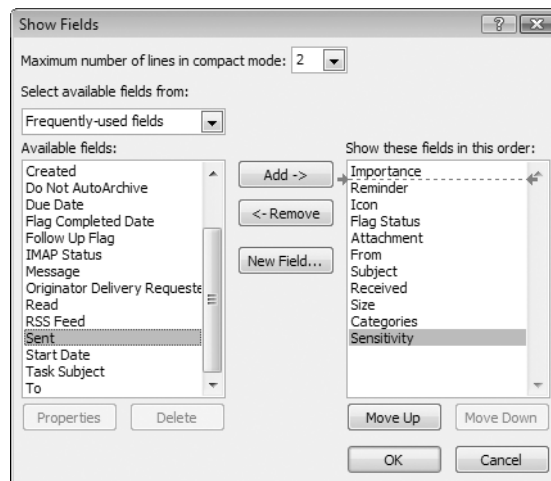 Show Fields
Maximum number of lines in compact mode: 2
Select available fields from:
Frequently-used fields
Available fields:
Created
Do Not AutoArchive
Due Date
Flag Completed Date
Follow Up Flag
IMAP Status
Message
Originator Delivery Requeste
Read
RSS Feed
Sent
Start Date
Task Subject
To
Properties Delete
Add ->
<- Remove
New Field...
Show these fields in this order:
Importance
Reminder
Icon
Flag Status
Attachment
From
Subject
Received
Size
Categories
Sensitivity
Move Up Move Down
OK Cancel